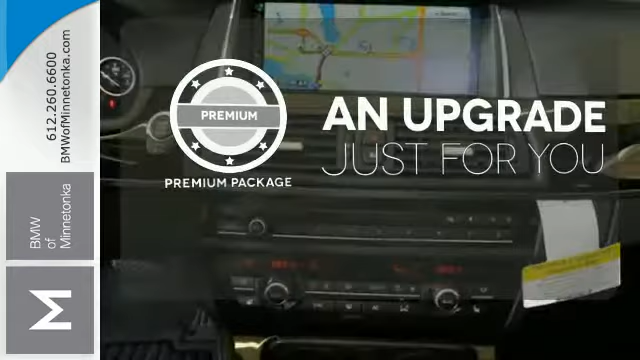 612.260.6600
BMWofMinnetonka.com
BMW
of
Minnetonka
M
PREMIUM
PREMIUM PACKAGE
AN UPGRADE
JUST FOR YOU